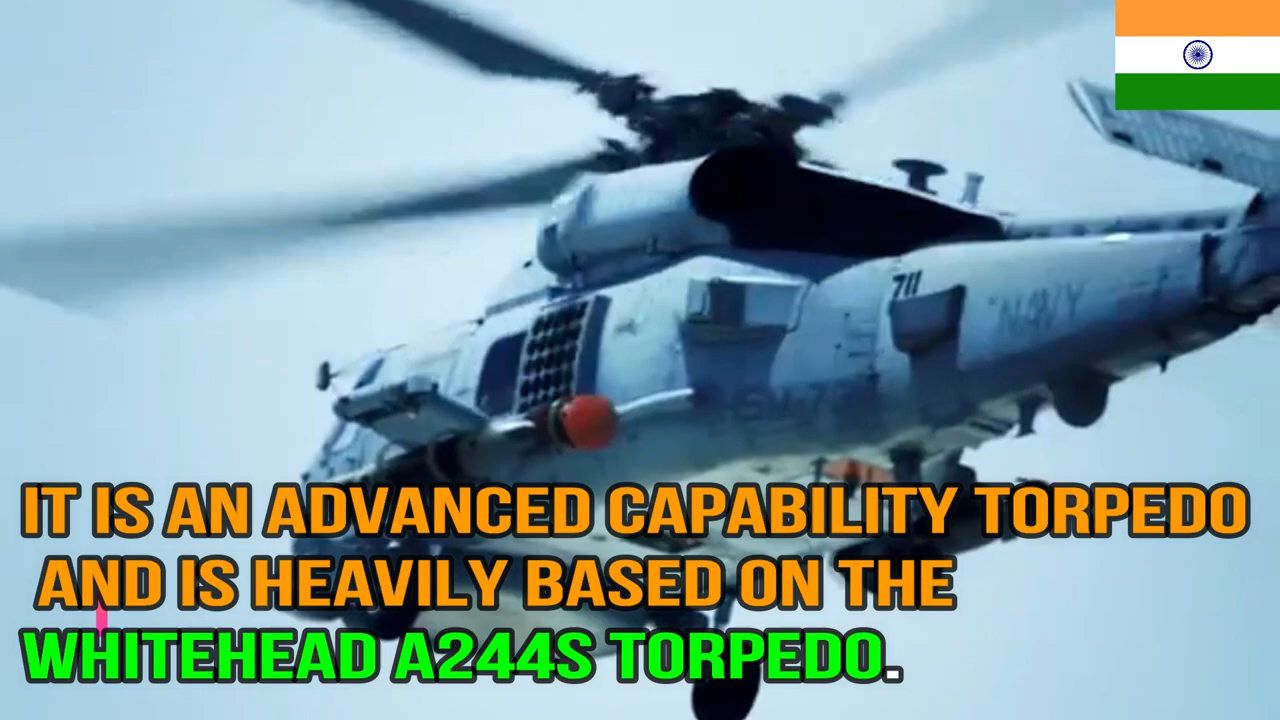 711
NAVY
IT IS AN ADVANCED CAPABILITY TORPEDO
AND IS HEAVILY BASED ON THE
WHITEHEAD A244S TORPEDO.